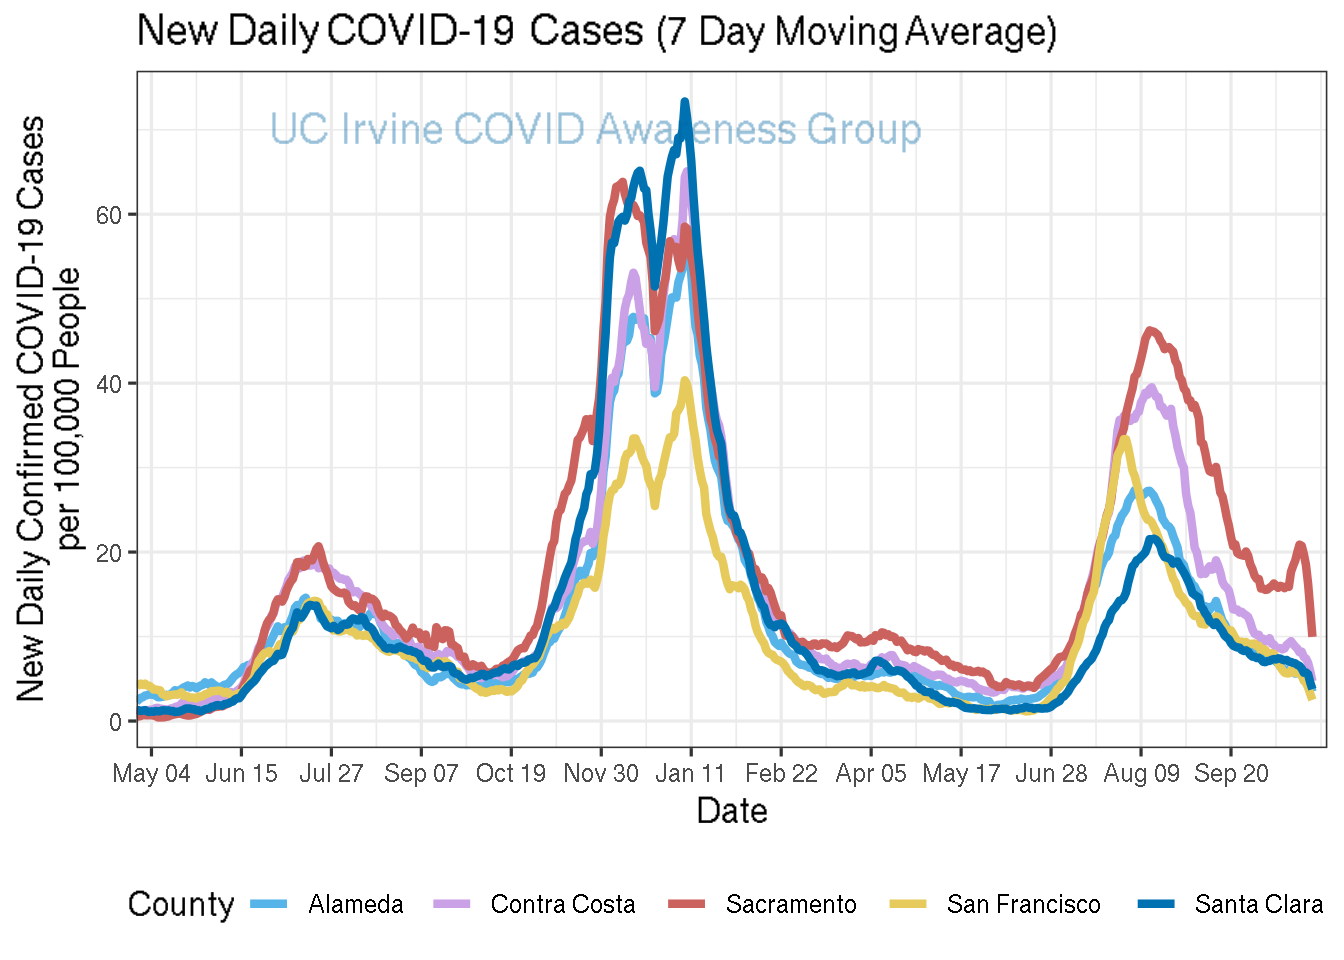 New Daily COVID-19 Cases (7 Day Moving Average)
UC Irvine COVID Awareness Group
New Daily Confirmed COVID-19 Cases
per 100,000 People
60
40
20
0
May 04 Jun 15 Jul 27 Sep 07 Oct 19 Nov 30 Jan 11 Feb 22 Apr 05 May 17 Jun 28 Aug 09 Sep 20
Date
County Alameda Contra Costa Sacramento San Francisco Santa Clara